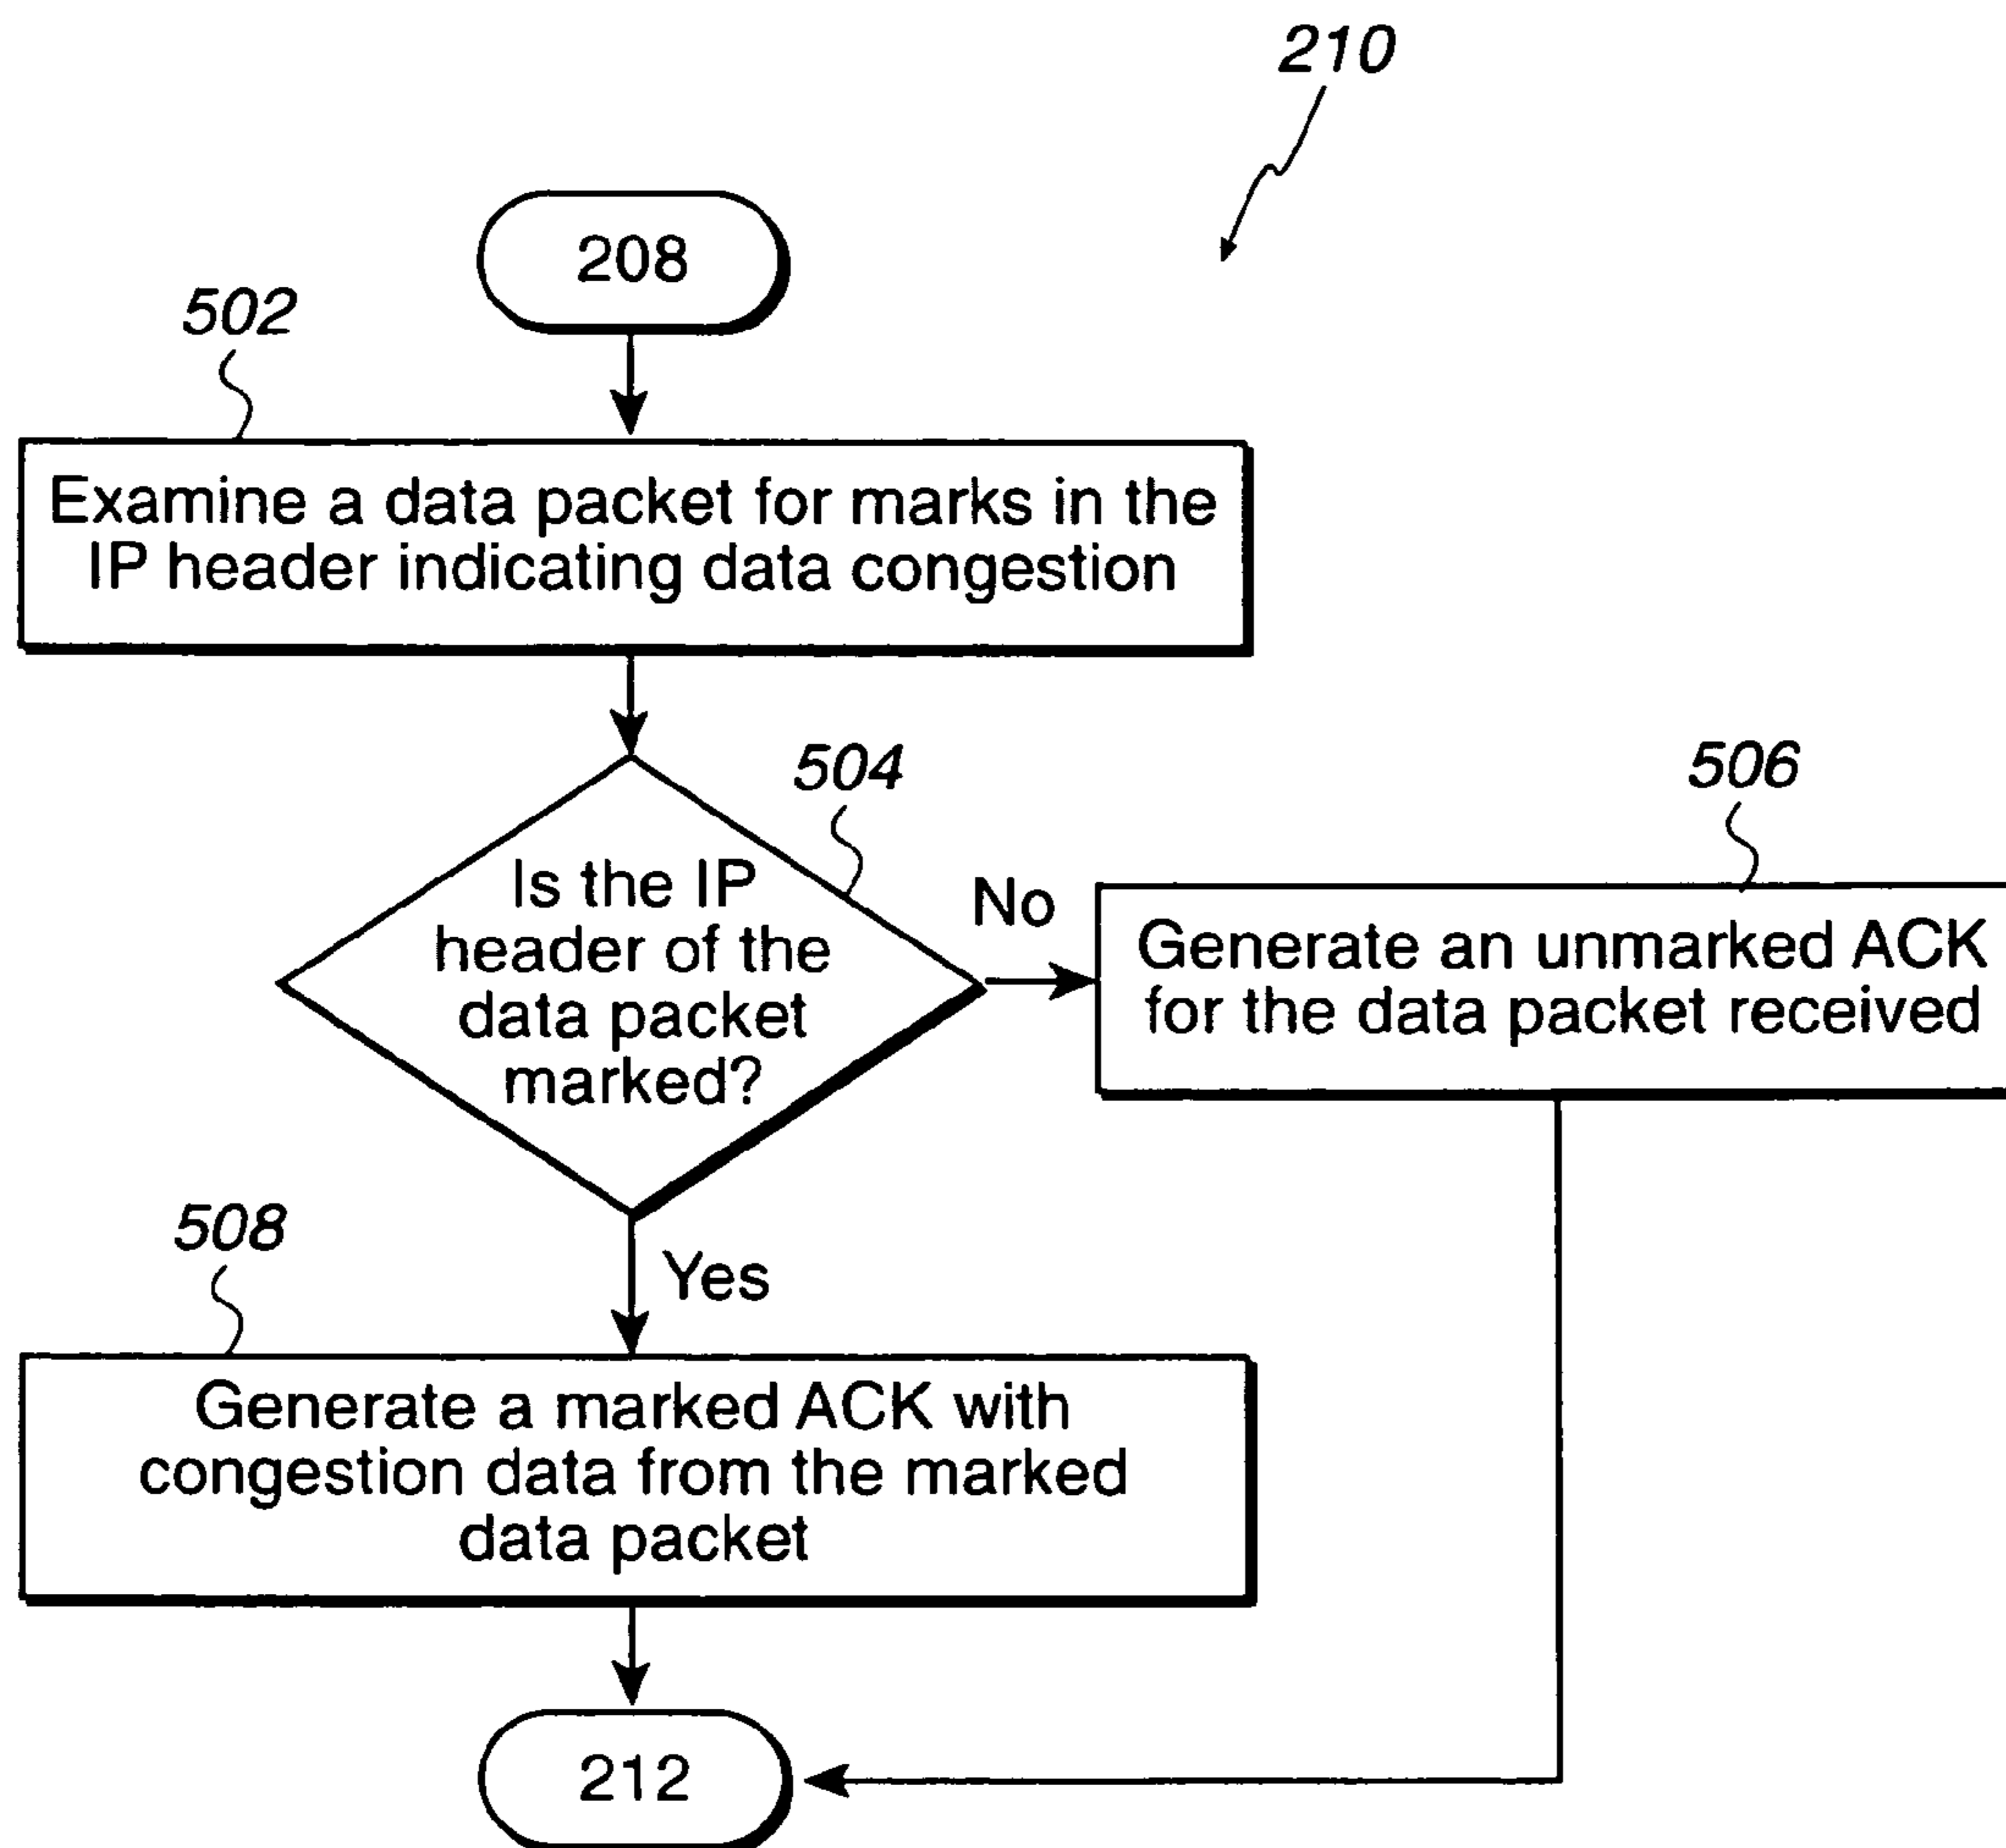 210
208
502
Examine a data packet for marks in the
IP header indicating data congestion
504
Is the IP
header of the
data packet
marked?
No
506
Generate an unmarked ACK
for the data packet received
Yes
508
Generate a marked ACK with
congestion data from the marked
data packet
212